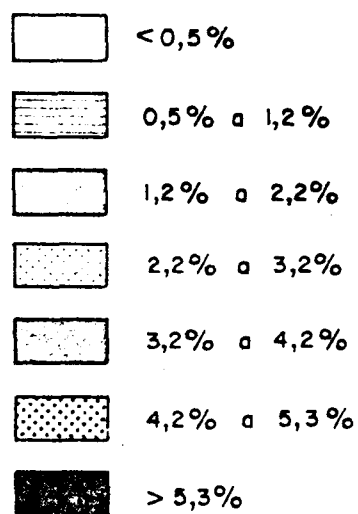 < 0,5%
0,5% a 1,2%
1,2% a 2,2%
2,2% a 3,2%
3,2% a 4,2%
4,2% a 5,3%
> 5,3%